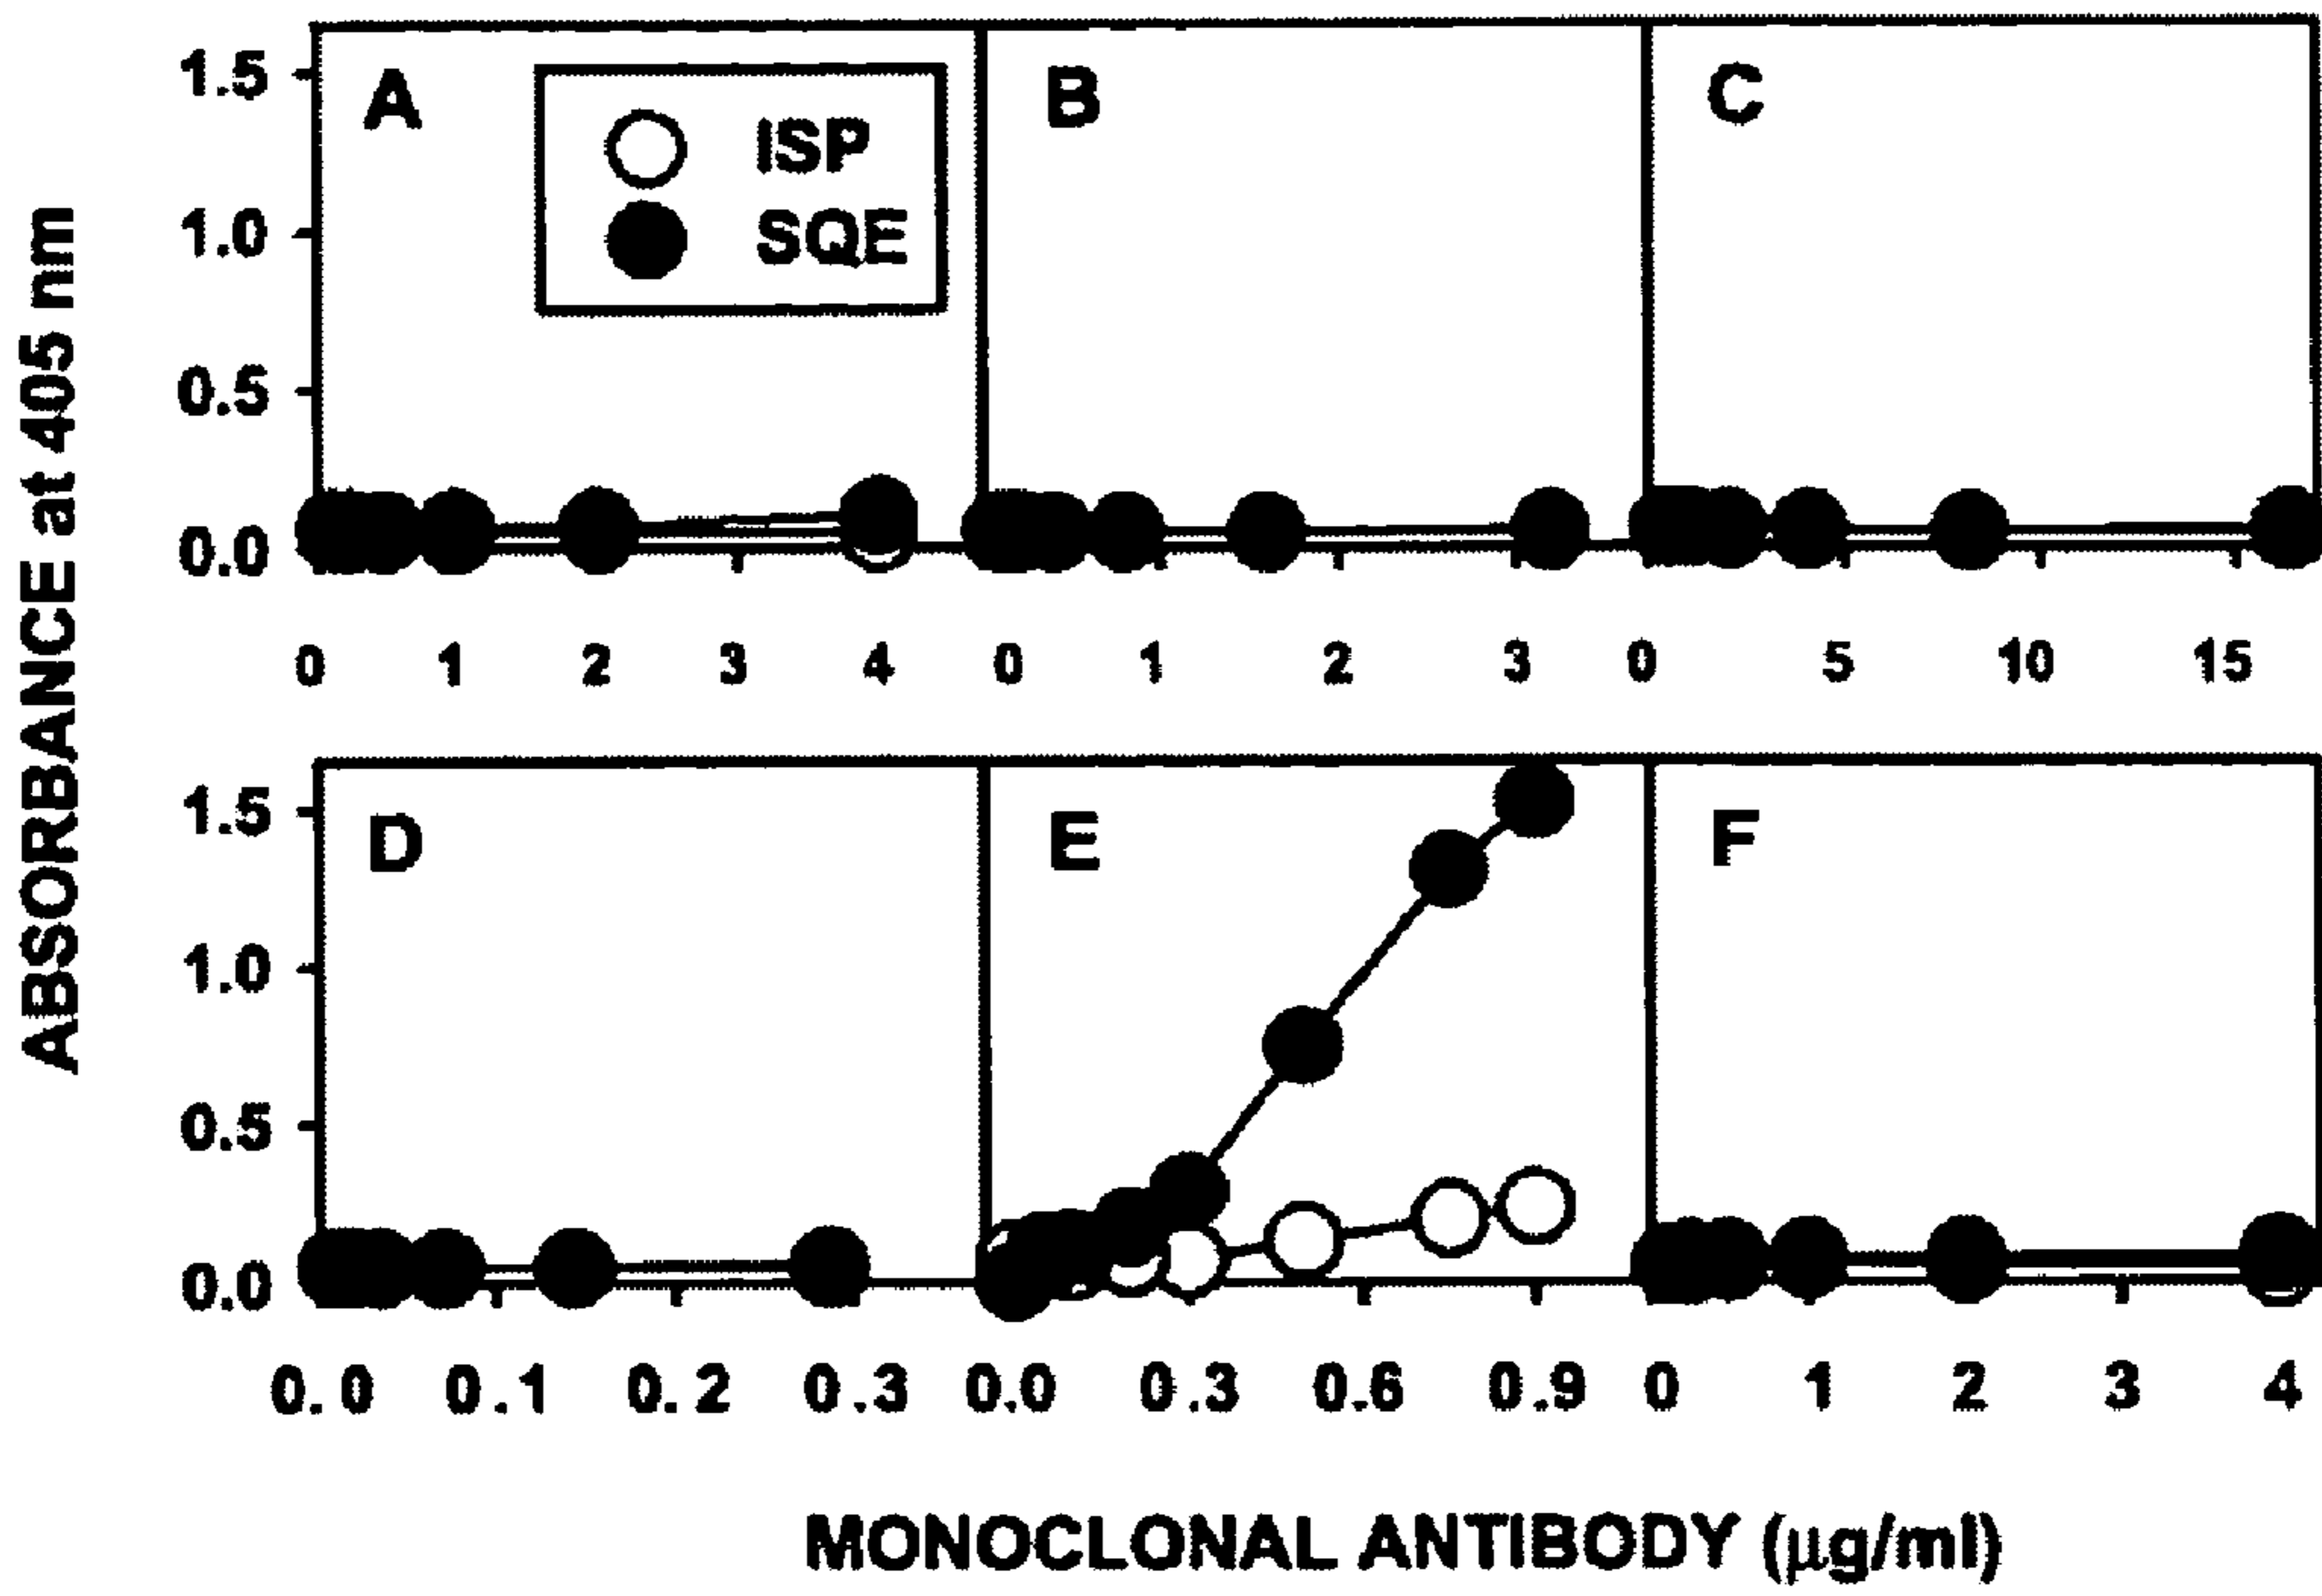 ABSORBANCE at 405 nm
A
B
C
ISP
SQE
1.5
1.0
0.5
0.0
0 1 2 3 4 0 1 2 3 0 5 10 15
D
E
F
1.5
1.0
0.5
0.0
0.0 0.1 0.2 0.3 0.0 0.3 0.6 0.9 0 1 2 3 4
MONOCLONAL ANTIBODY (µg/ml)